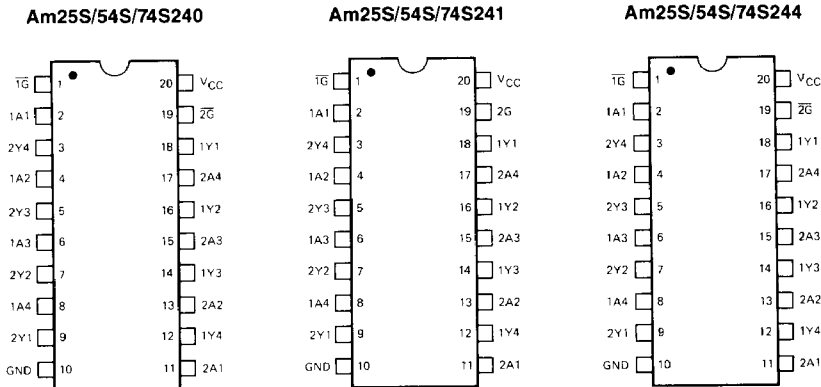 Am25S/54S/74S240
1G̅ 1 20 VCC
1A1 2 19 2G̅
2Y4 3 18 1Y1
1A2 4 17 2A4
2Y3 5 16 1Y2
1A3 6 15 2A3
2Y2 7 14 1Y3
1A4 8 13 2A2
2Y1 9 12 1Y4
GND 10 11 2A1
Am25S/54S/74S241
1G̅ 1 20 VCC
1A1 2 19 2G
2Y4 3 18 1Y1
1A2 4 17 2A4
2Y3 5 16 1Y2
1A3 6 15 2A3
2Y2 7 14 1Y3
1A4 8 13 2A2
2Y1 9 12 1Y4
GND 10 11 2A1
Am25S/54S/74S244
1G̅ 1 20 VCC
1A1 2 19 2G̅
2Y4 3 18 1Y1
1A2 4 17 2A4
2Y3 5 16 1Y2
1A3 6 15 2A3
2Y2 7 14 1Y3
1A4 8 13 2A2
2Y1 9 12 1Y4
GND 10 11 2A1